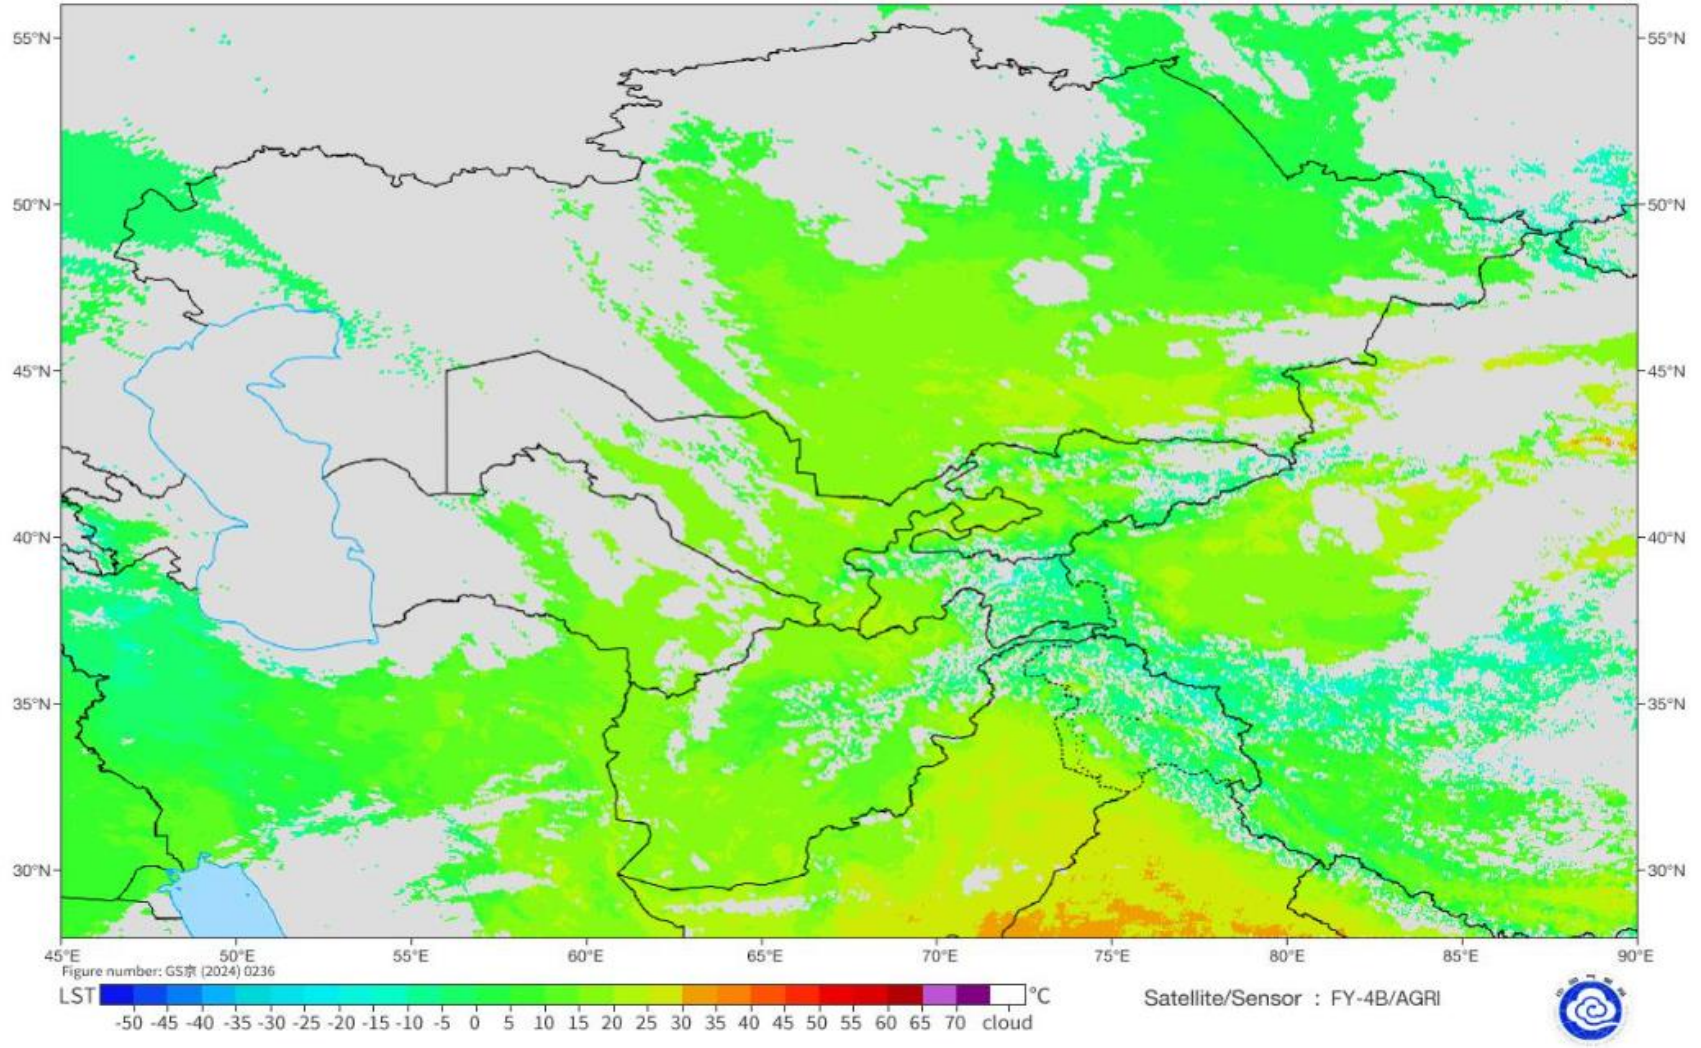 55°N 55°N
50°N 50°N
45°N 45°N
40°N 40°N
35°N 35°N
30°N 30°N
45°E 50°E 55°E 60°E 65°E 70°E 75°E 80°E 85°E 90°E
Figure number: GS京 (2024) 0236
LST °C
-50 -45 -40 -35 -30 -25 -20 -15 -10 -5 0 5 10 15 20 25 30 35 40 45 50 55 60 65 70 cloud
Satellite/Sensor : FY-4B/AGRI